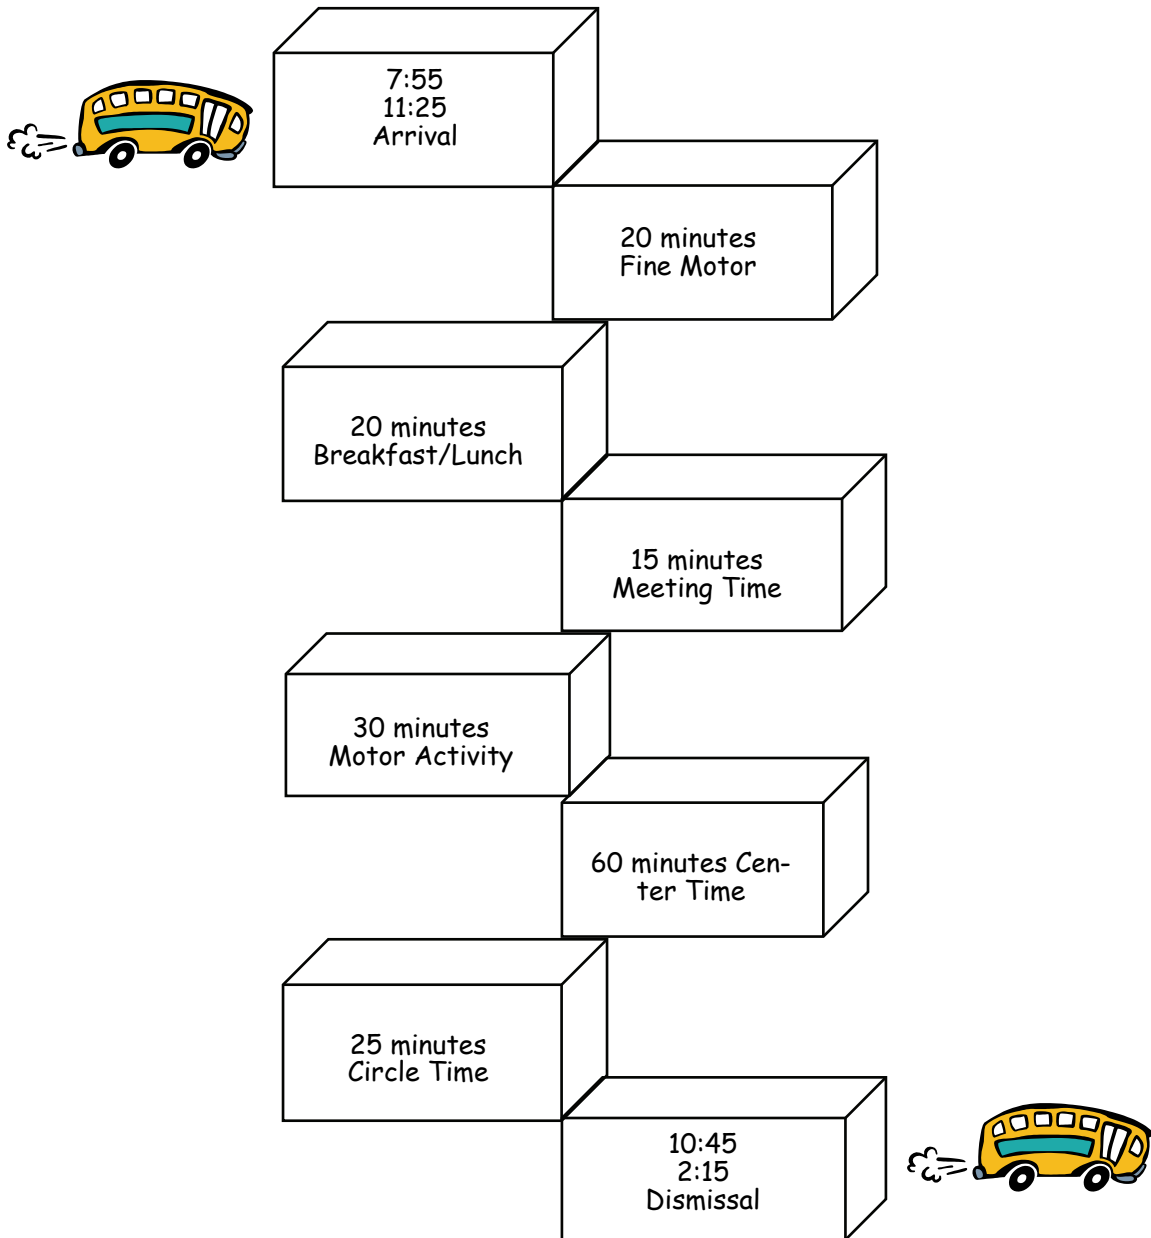 7:55
11:25
Arrival
20 minutes
Fine Motor
20 minutes
Breakfast/Lunch
15 minutes
Meeting Time
30 minutes
Motor Activity
60 minutes Cen-
ter Time
25 minutes
Circle Time
10:45
2:15
Dismissal